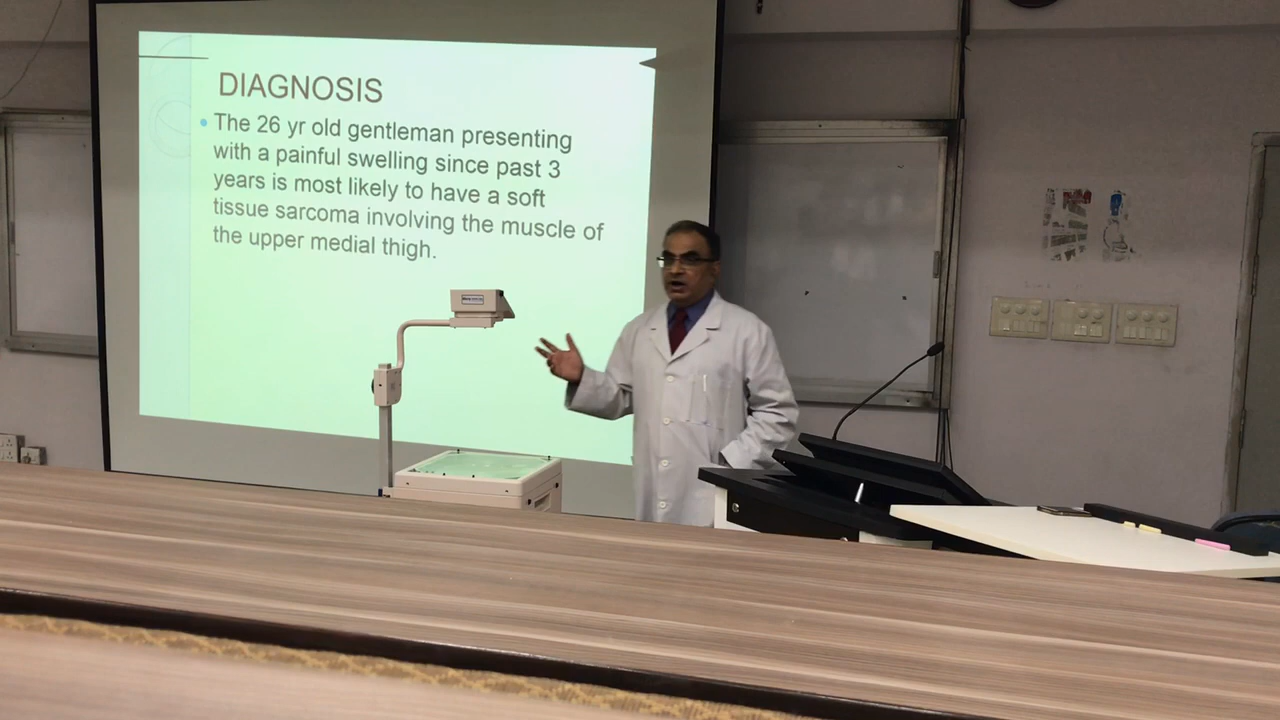 DIAGNOSIS
• The 26 yr old gentleman presenting
with a painful swelling since past 3
years is most likely to have a soft
tissue sarcoma involving the muscle of
the upper medial thigh.